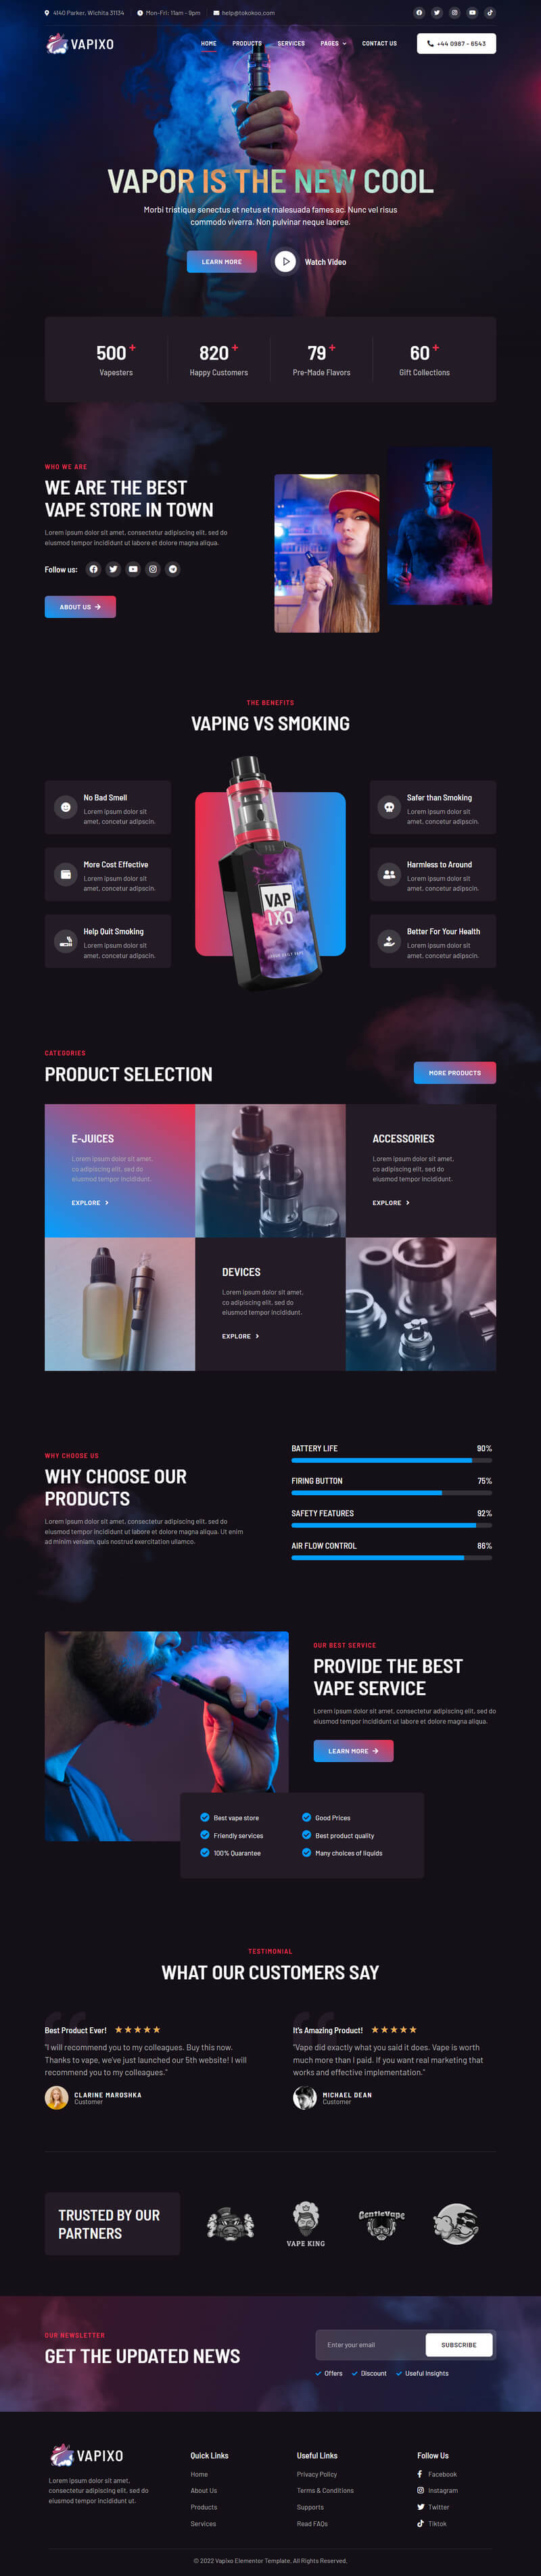 4140 Parker, Wichita 31134
Mon-Fri: 11am - 9pm
help@tokokoo.com
VAPIXO
HOME
PRODUCTS
SERVICES
PAGES
CONTACT US
+44 0987 - 6543
VAPOR IS THE NEW COOL
Morbi tristique senectus et netus et malesuada fames ac. Nunc vel risus
commodo viverra. Non pulvinar neque laoree.
LEARN MORE
Watch Video
500 +
Vapesters
820 +
Happy Customers
79 +
Pre-Made Flavors
60 +
Gift Collections
WHO WE ARE
WE ARE THE BEST
VAPE STORE IN TOWN
Lorem ipsum dolor sit amet, consectetur adipiscing elit, sed do
eiusmod tempor incididunt ut labore et dolore magna aliqua.
Follow us:
ABOUT US
THE BENEFITS
VAPING VS SMOKING
No Bad Smell
Lorem ipsum dolor sit
amet, concetur adipscin.
More Cost Effective
Lorem ipsum dolor sit
amet, concetur adipscin.
Help Quit Smoking
Lorem ipsum dolor sit
amet, concetur adipscin.
VAP
IXO
Safer than Smoking
Lorem ipsum dolor sit
amet, concetur adipscin.
Harmless to Around
Lorem ipsum dolor sit
amet, concetur adipscin.
Better For Your Health
Lorem ipsum dolor sit
amet, concetur adipscin.
CATEGORIES
PRODUCT SELECTION
MORE PRODUCTS
E-JUICES
Lorem ipsum dolor sit amet,
co adipiscing elit, sed do
eiusmod tempor incididunt.
EXPLORE
ACCESSORIES
Lorem ipsum dolor sit amet,
co adipiscing elit, sed do
eiusmod tempor incididunt.
EXPLORE
DEVICES
Lorem ipsum dolor sit amet,
co adipiscing elit, sed do
eiusmod tempor incididunt.
EXPLORE
WHY CHOOSE US
WHY CHOOSE OUR
PRODUCTS
Lorem ipsum dolor sit amet, consectetur adipiscing elit, sed do
eiusmod tempor incididunt ut labore et dolore magna aliqua. Ut enim
ad minim veniam, quis nostrud exercitation ullamco.
BATTERY LIFE 90%
FIRING BUTTON 75%
SAFETY FEATURES 92%
AIR FLOW CONTROL 86%
OUR BEST SERVICE
PROVIDE THE BEST
VAPE SERVICE
Lorem ipsum dolor sit amet, consectetur adipiscing elit, sed do
eiusmod tempor incididunt ut labore et dolore magna aliqua.
LEARN MORE
Best vape store
Friendly services
100% Quarantee
Good Prices
Best product quality
Many choices of liquids
TESTIMONIAL
WHAT OUR CUSTOMERS SAY
Best Product Ever!
"I will recommend you to my colleagues. Buy this now.
Thanks to vape, we've just launched our 5th website! I will
recommend you to my colleagues."
CLARINE MAROSHKA
Customer
It's Amazing Product!
"Vape did exactly what you said it does. Vape is worth
much more than I paid. If you want real marketing that
works and effective implementation."
MICHAEL DEAN
Customer
TRUSTED BY OUR
PARTNERS
VAPE KING
GentleVape
OUR NEWSLETTER
GET THE UPDATED NEWS
Enter your email
SUBSCRIBE
Offers
Discount
Useful Insights
VAPIXO
Lorem ipsum dolor sit amet,
consectetur adipiscing elit, sed do
eiusmod tempor incididunt ut.
Quick Links
Home
About Us
Products
Services
Useful Links
Privacy Policy
Terms & Conditions
Supports
Read FAQs
Follow Us
Facebook
Instagram
Twitter
Tiktok
© 2022 Vapixo Elementor Template. All Rights Reserved.